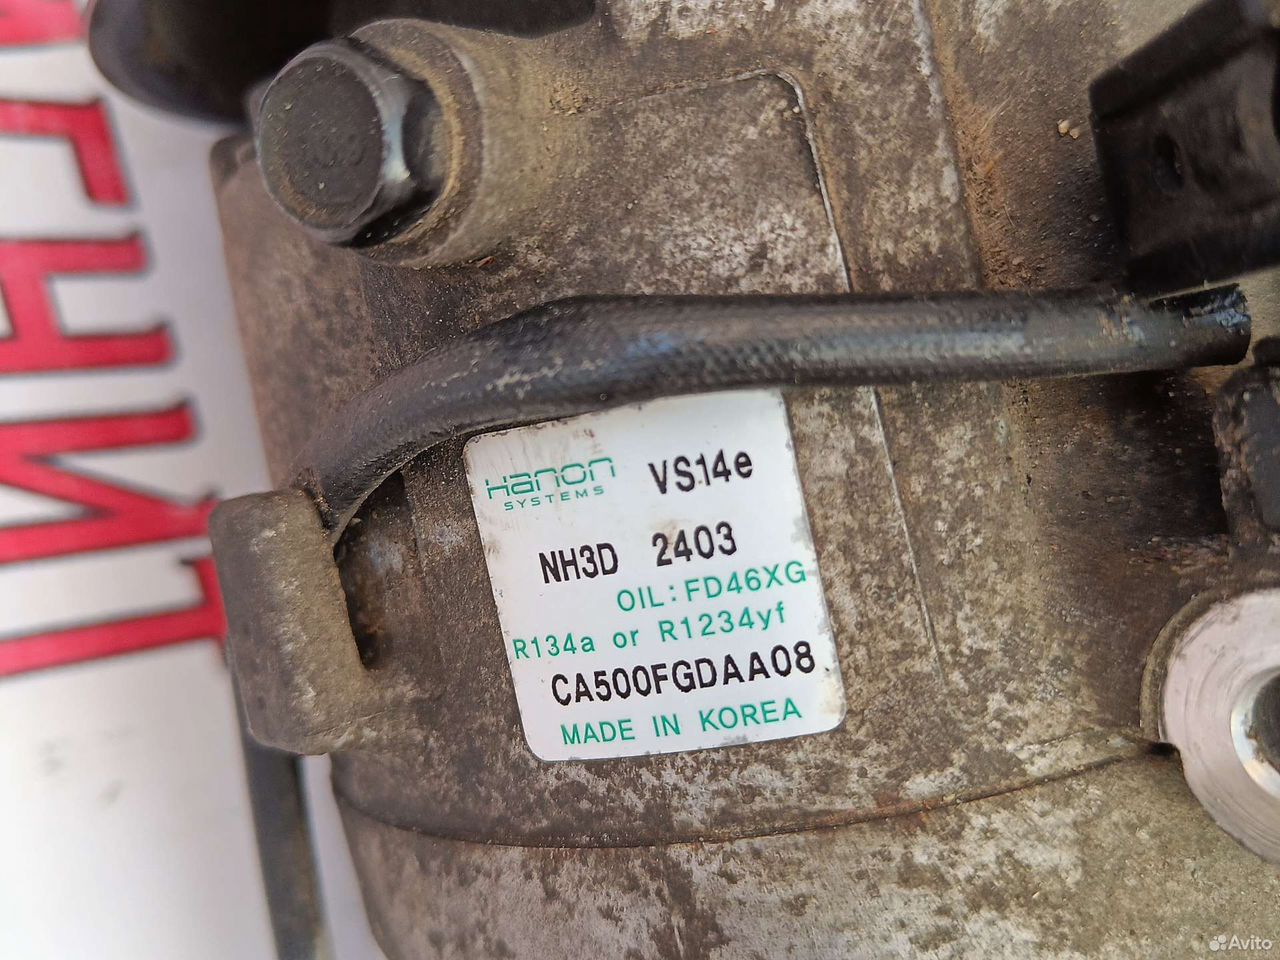 Hanon SYSTEMS VS14e
NH3D 2403
OIL:FD46XG
R134a or R1234yf
CA500FGDAA08
MADE IN KOREA
Avito